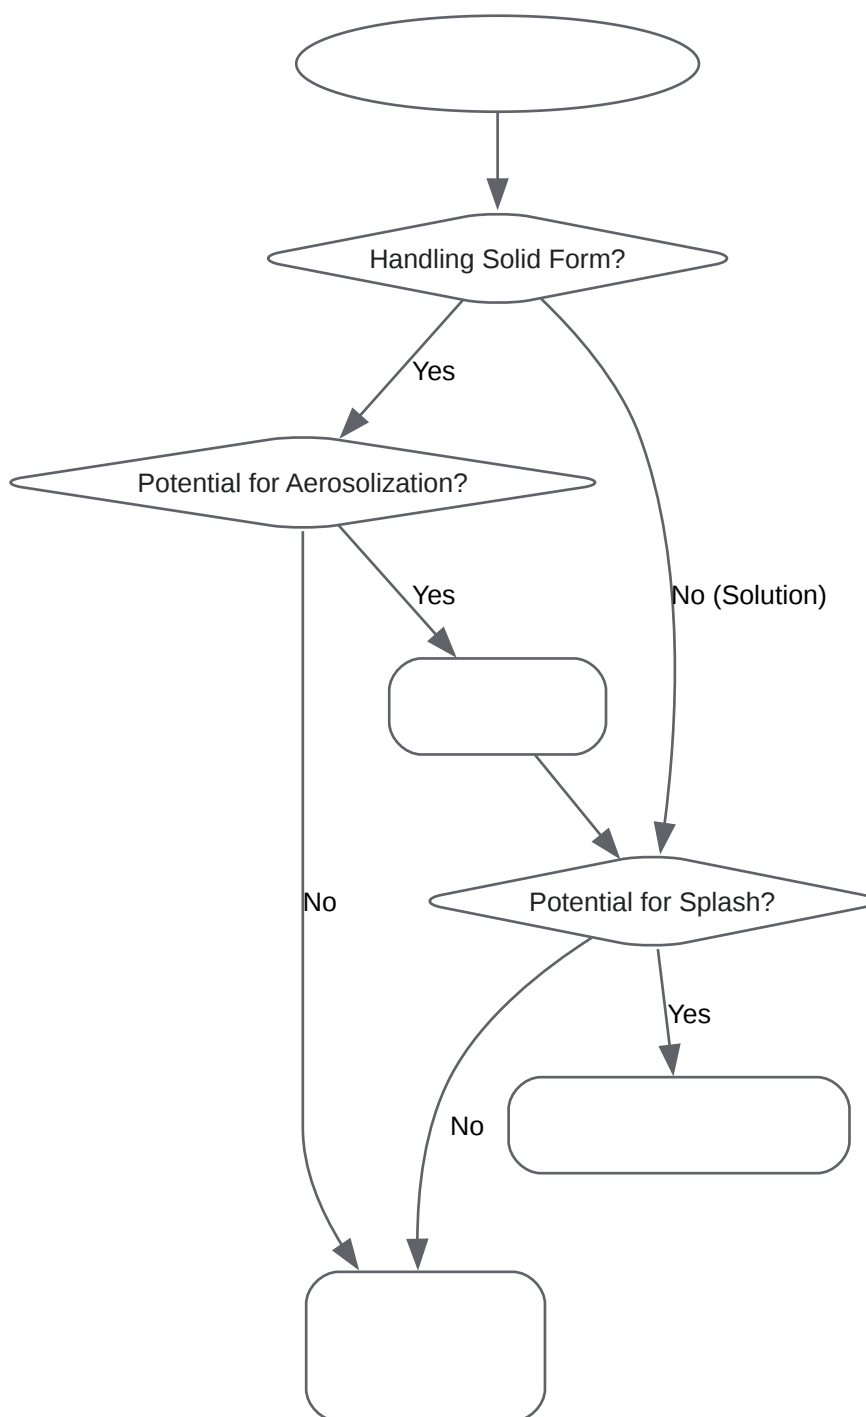 Handling Solid Form?
Yes
Potential for Aerosolization?
Yes
No (Solution)
No
Potential for Splash?
Yes
No